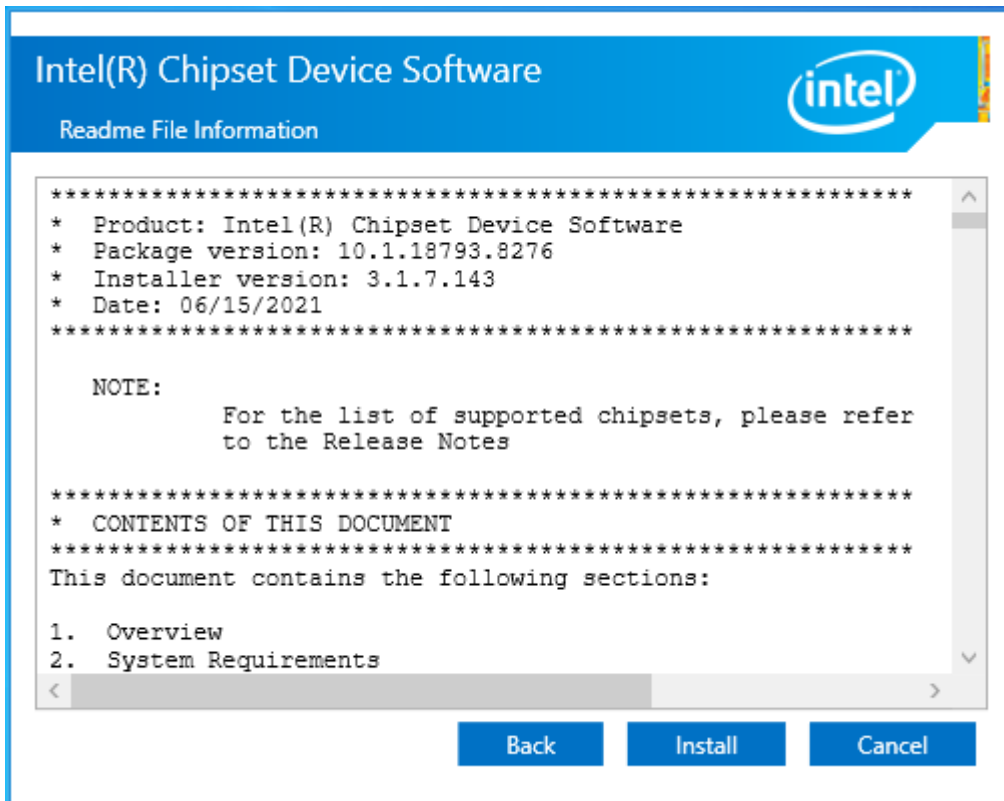 Intel(R) Chipset Device Software
intel
Readme File Information
************************************************************
*  Product: Intel(R) Chipset Device Software
*  Package version: 10.1.18793.8276
*  Installer version: 3.1.7.143
*  Date: 06/15/2021
************************************************************
NOTE:
For the list of supported chipsets, please refer
to the Release Notes
************************************************************
*  CONTENTS OF THIS DOCUMENT
************************************************************
This document contains the following sections:
1.  Overview
2.  System Requirements
Back
Install
Cancel